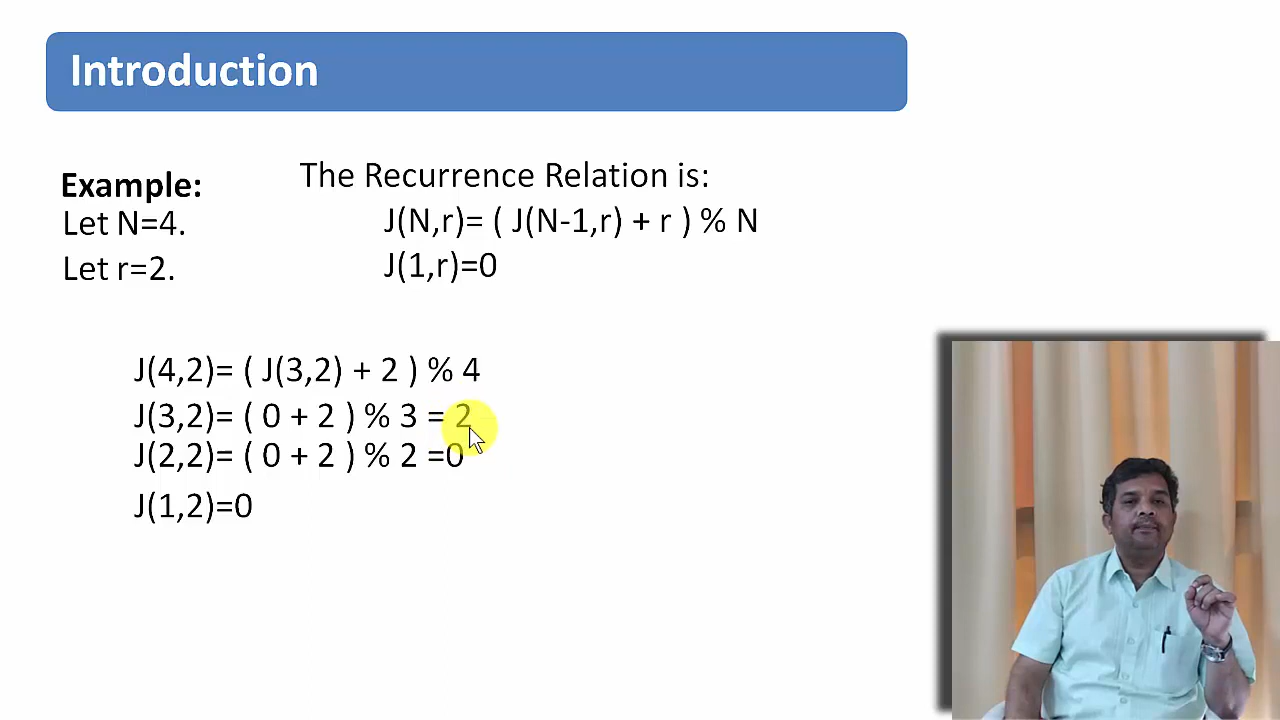 Introduction
Example:
Let N=4.
Let r=2.
The Recurrence Relation is:
J(N,r)= ( J(N-1,r) + r ) % N
J(1,r)=0
J(4,2)= ( J(3,2) + 2 ) % 4
J(3,2)= ( 0 + 2 ) % 3 = 2
J(2,2)= ( 0 + 2 ) % 2 =0
J(1,2)=0